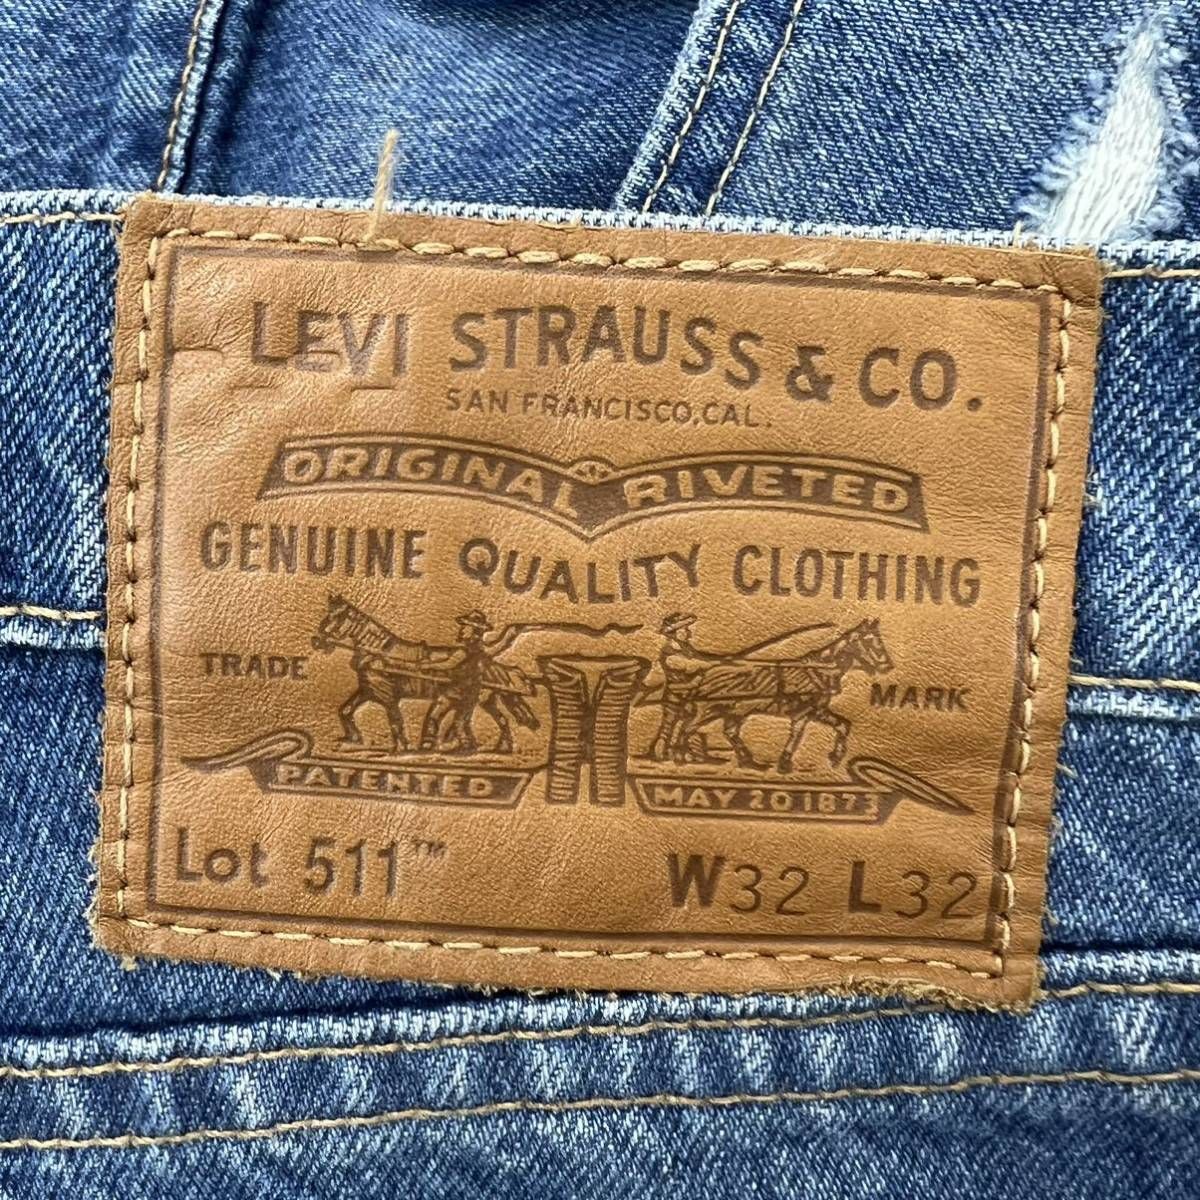 LEVI STRAUSS & CO.
SAN FRANCISCO, CAL.
ORIGINAL RIVETED
GENUINE QUALITY CLOTHING
TRADE MARK
PATENTED MAY 20 1873
Lot 511™ W32 L32